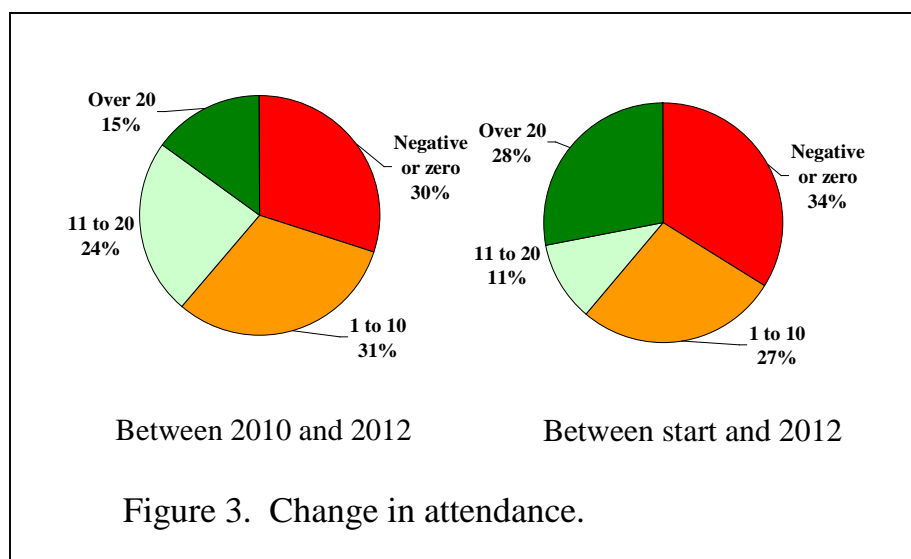 Over 20
15%
Negative
or zero
30%
11 to 20
24%
1 to 10
31%
Between 2010 and 2012
Over 20
28%
Negative
or zero
34%
11 to 20
11%
1 to 10
27%
Between start and 2012
Figure 3. Change in attendance.